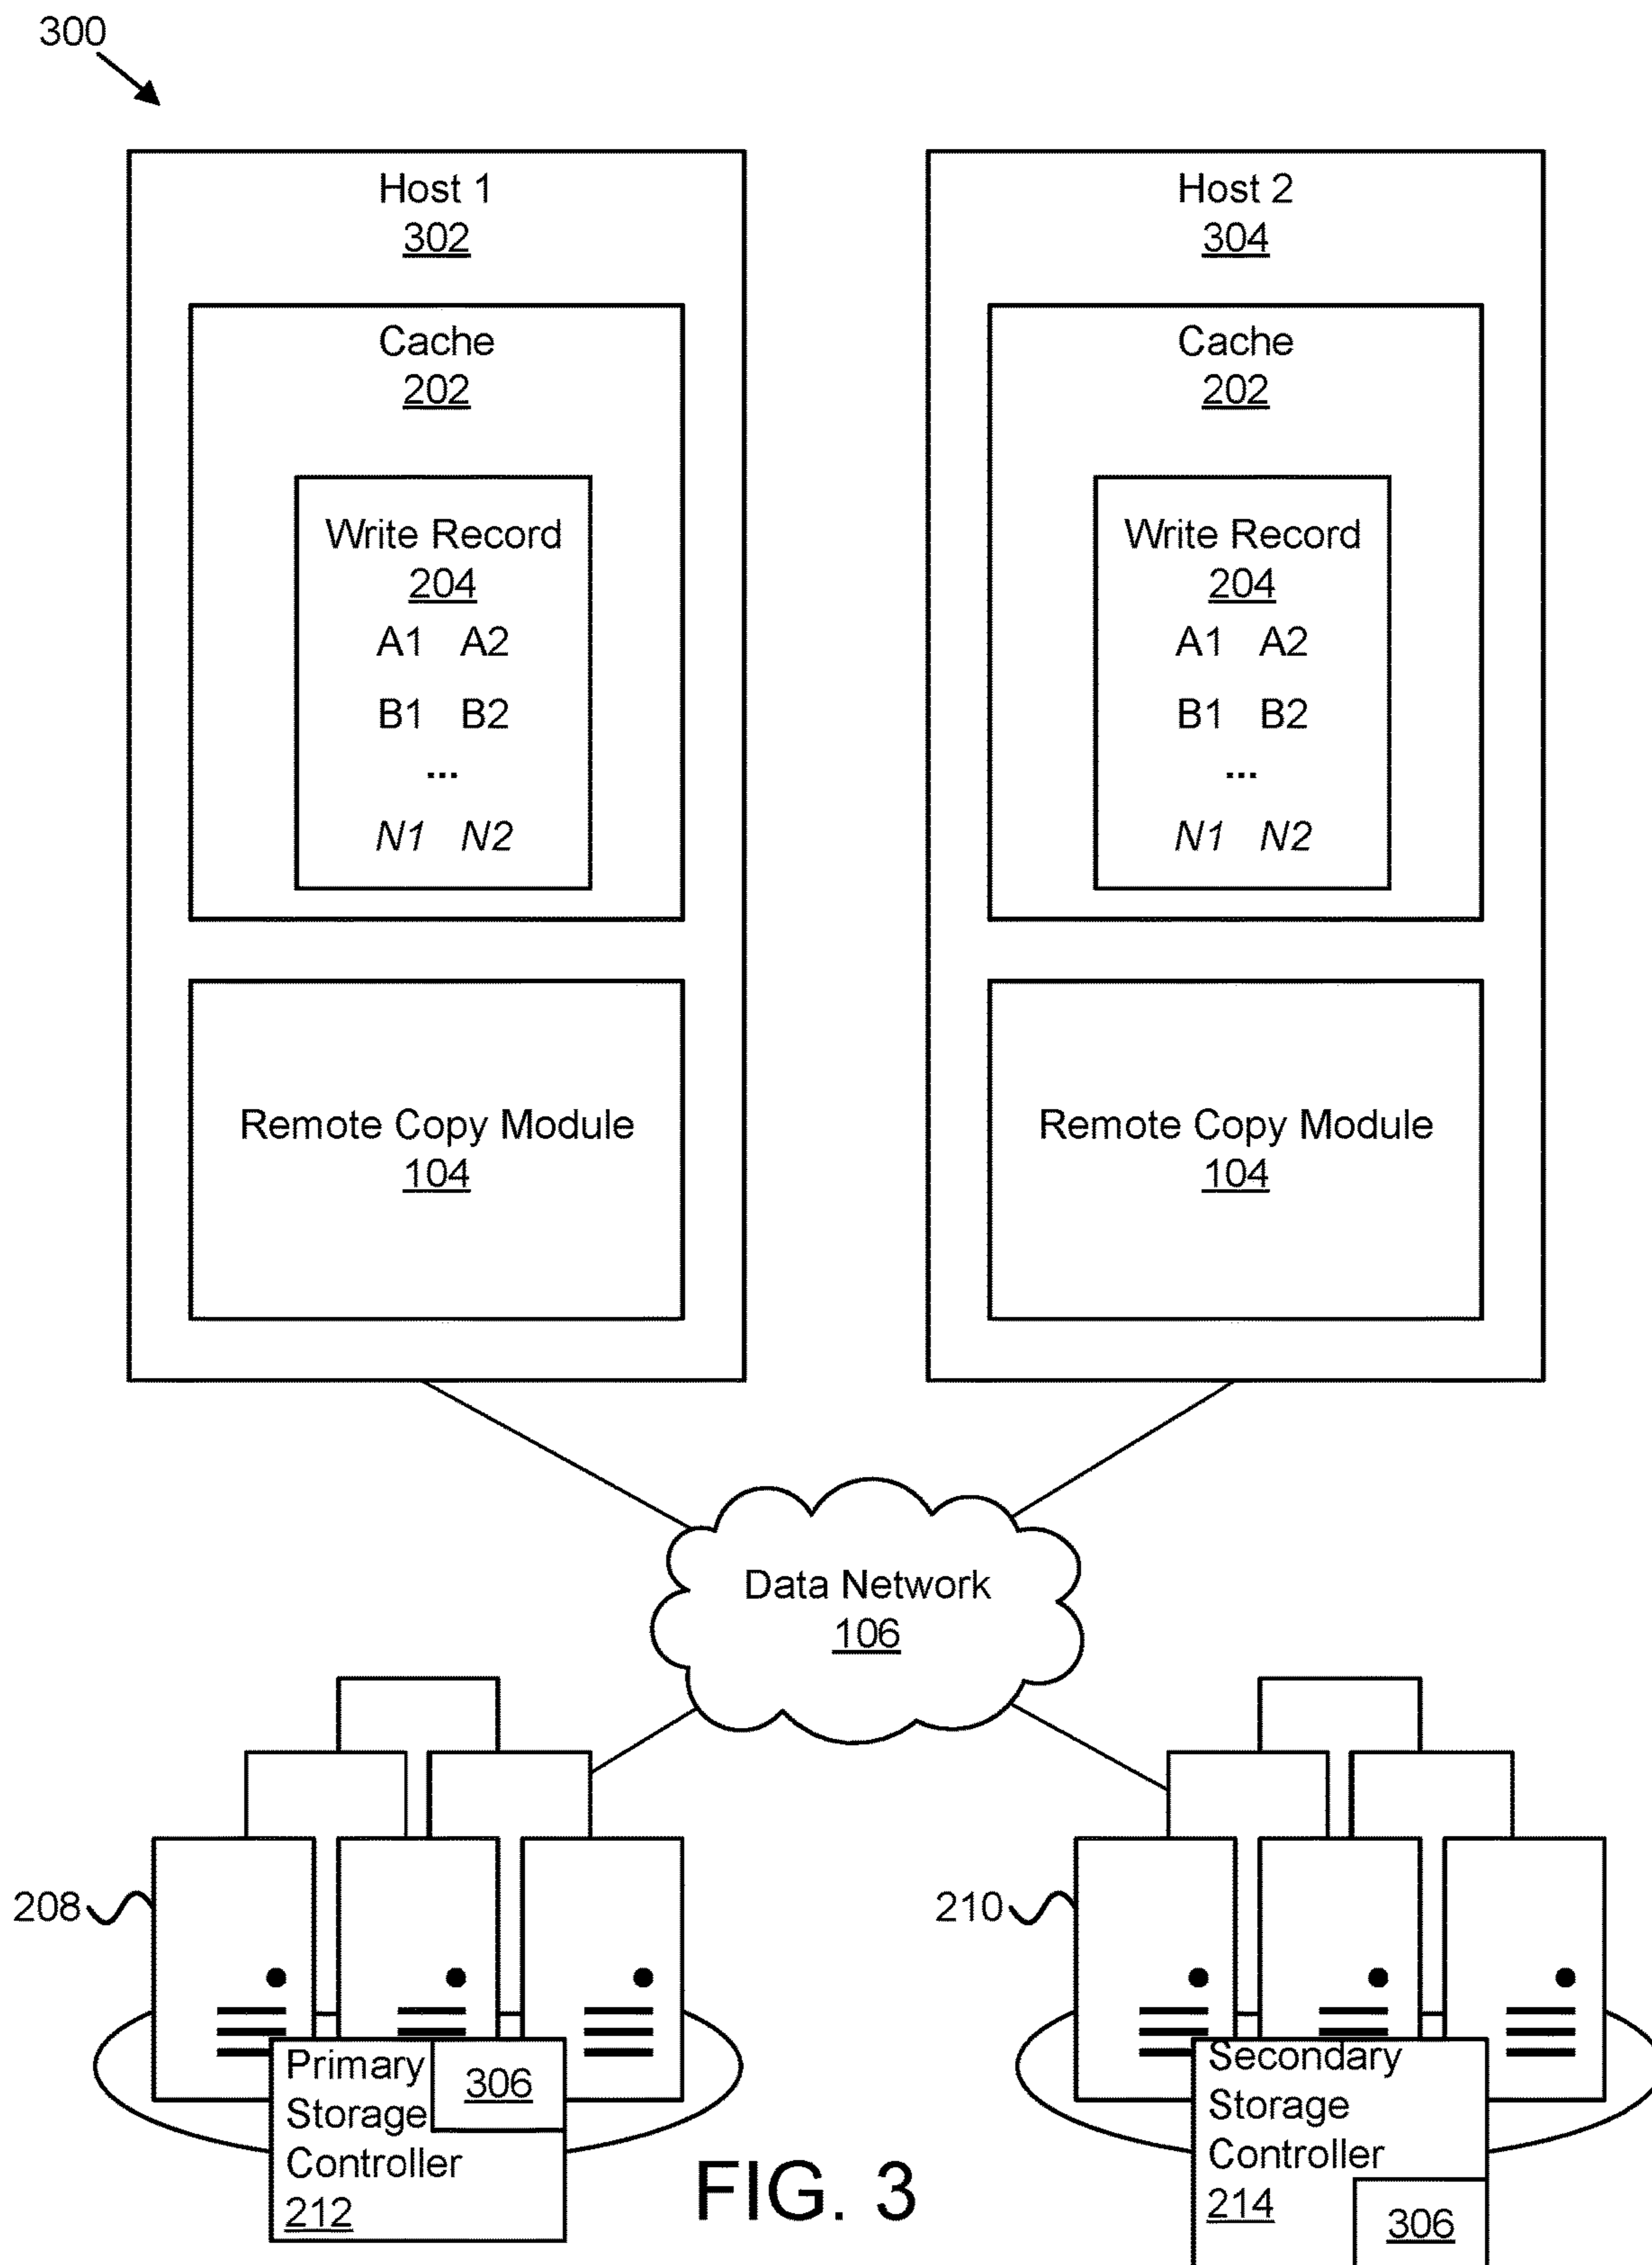 300
Host 1
302
Cache
202
Write Record
204
A1 A2
B1 B2
...
N1 N2
Remote Copy Module
104
Host 2
304
Cache
202
Write Record
204
A1 A2
B1 B2
...
N1 N2
Remote Copy Module
104
Data Network
106
208
Primary
Storage
Controller
212
306
210
Secondary
Storage
Controller
214
306
FIG. 3